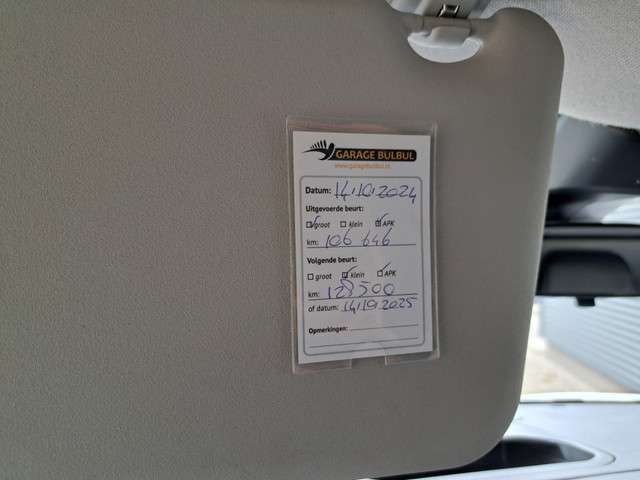 GARAGE BULBUL
www.garagebulbul.nl
Datum: 14.10.2024
Uitgevoerde beurt:
groot klein APK
km: 106 646
Volgende beurt:
groot klein APK
km: 128500
of datum: 14.10.2025
Opmerkingen: